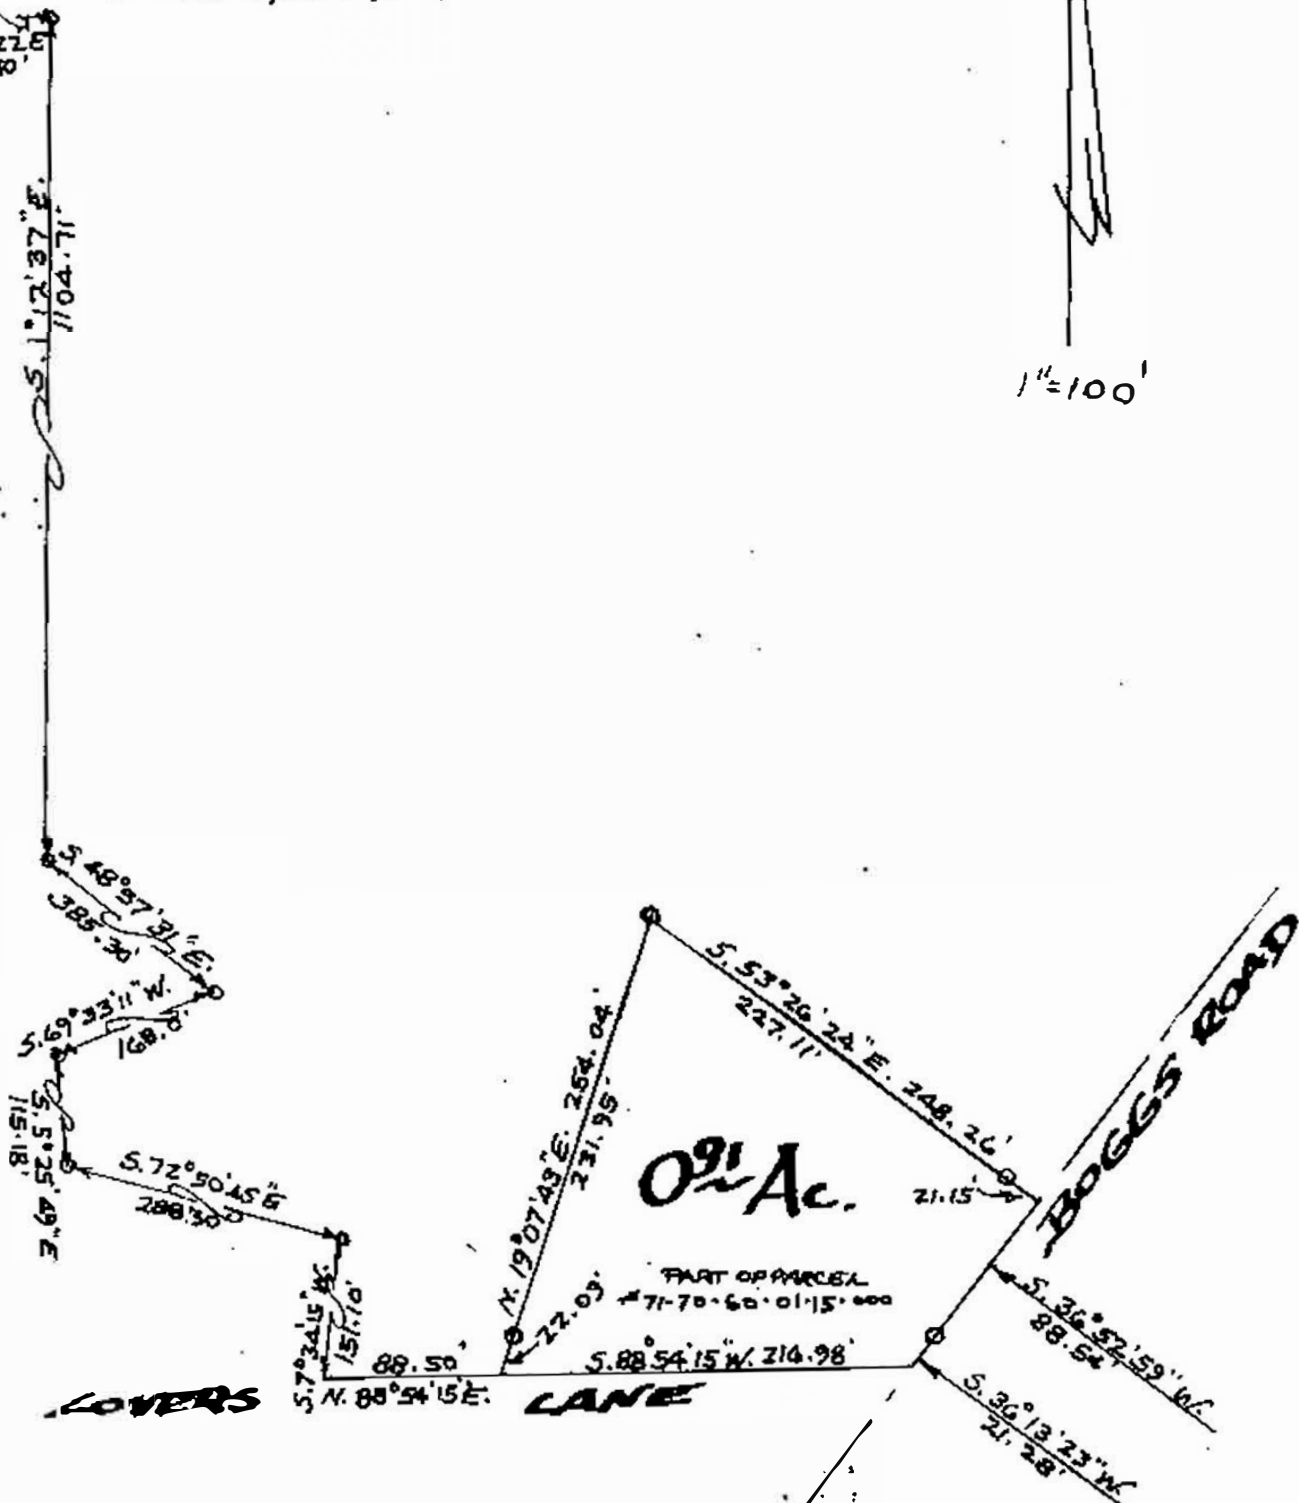 1"=100'
S. 1°12'37"E.
1104.71'
S. 48°57'31"E.
385.30'
S. 69°33'11"W.
168.0'
S. 5°25'49"E
115.18'
S. 72°50'45"E
288.30'
S. 7°34'15"W.
151.10'
88.50'
N. 88°54'15"E.
LOVERS LANE
N. 19°07'43"E. 254.04'
231.95'
22.09'
S. 53°26'24"E. 248.26'
227.11'
21.15'
0 91 Ac.
PART OF PARCEL
#71-70-60-01-15-000
S. 88°54'15"W. 214.98'
BOGGS ROAD
S. 36°52'59"W.
88.54'
S. 36°13'23"W.
21.28'